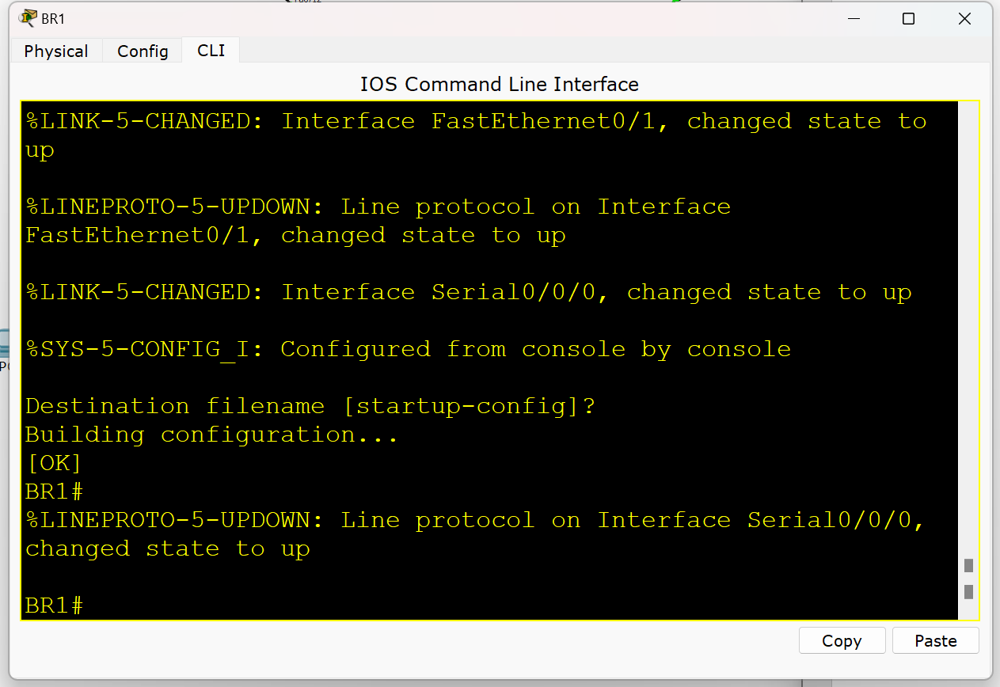 BR1
Physical Config CLI
IOS Command Line Interface
%LINK-5-CHANGED: Interface FastEthernet0/1, changed state to
up
%LINEPROTO-5-UPDOWN: Line protocol on Interface
FastEthernet0/1, changed state to up
%LINK-5-CHANGED: Interface Serial0/0/0, changed state to up
%SYS-5-CONFIG_I: Configured from console by console
Destination filename [startup-config]?
Building configuration...
[OK]
BR1#
%LINEPROTO-5-UPDOWN: Line protocol on Interface Serial0/0/0,
changed state to up
BR1#
Copy Paste